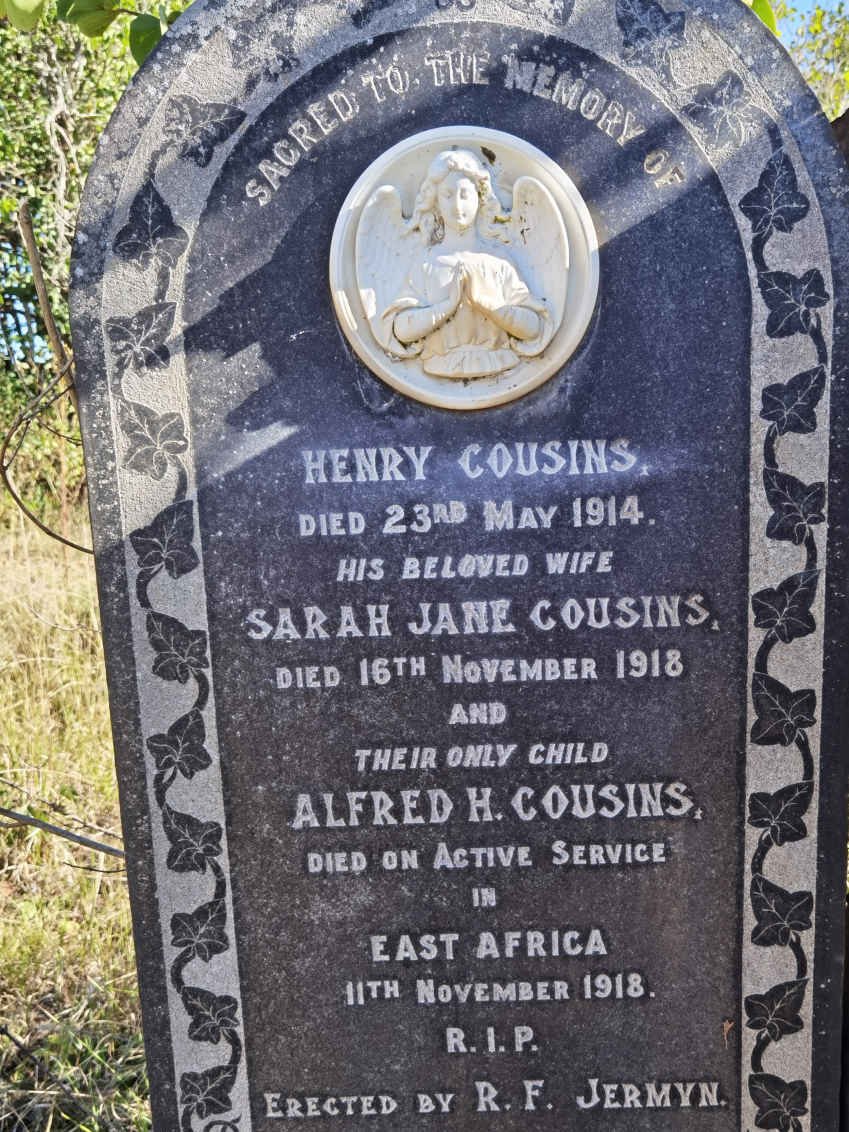 SACRED TO THE MEMORY OF
HENRY COUSINS.
DIED 23RD MAY 1914.
HIS BELOVED WIFE
SARAH JANE COUSINS.
DIED 16TH NOVEMBER 1918
AND
THEIR ONLY CHILD
ALFRED H. COUSINS.
DIED ON ACTIVE SERVICE
IN
EAST AFRICA
11TH NOVEMBER 1918.
R.I.P.
ERECTED BY R. F. JERMYN.